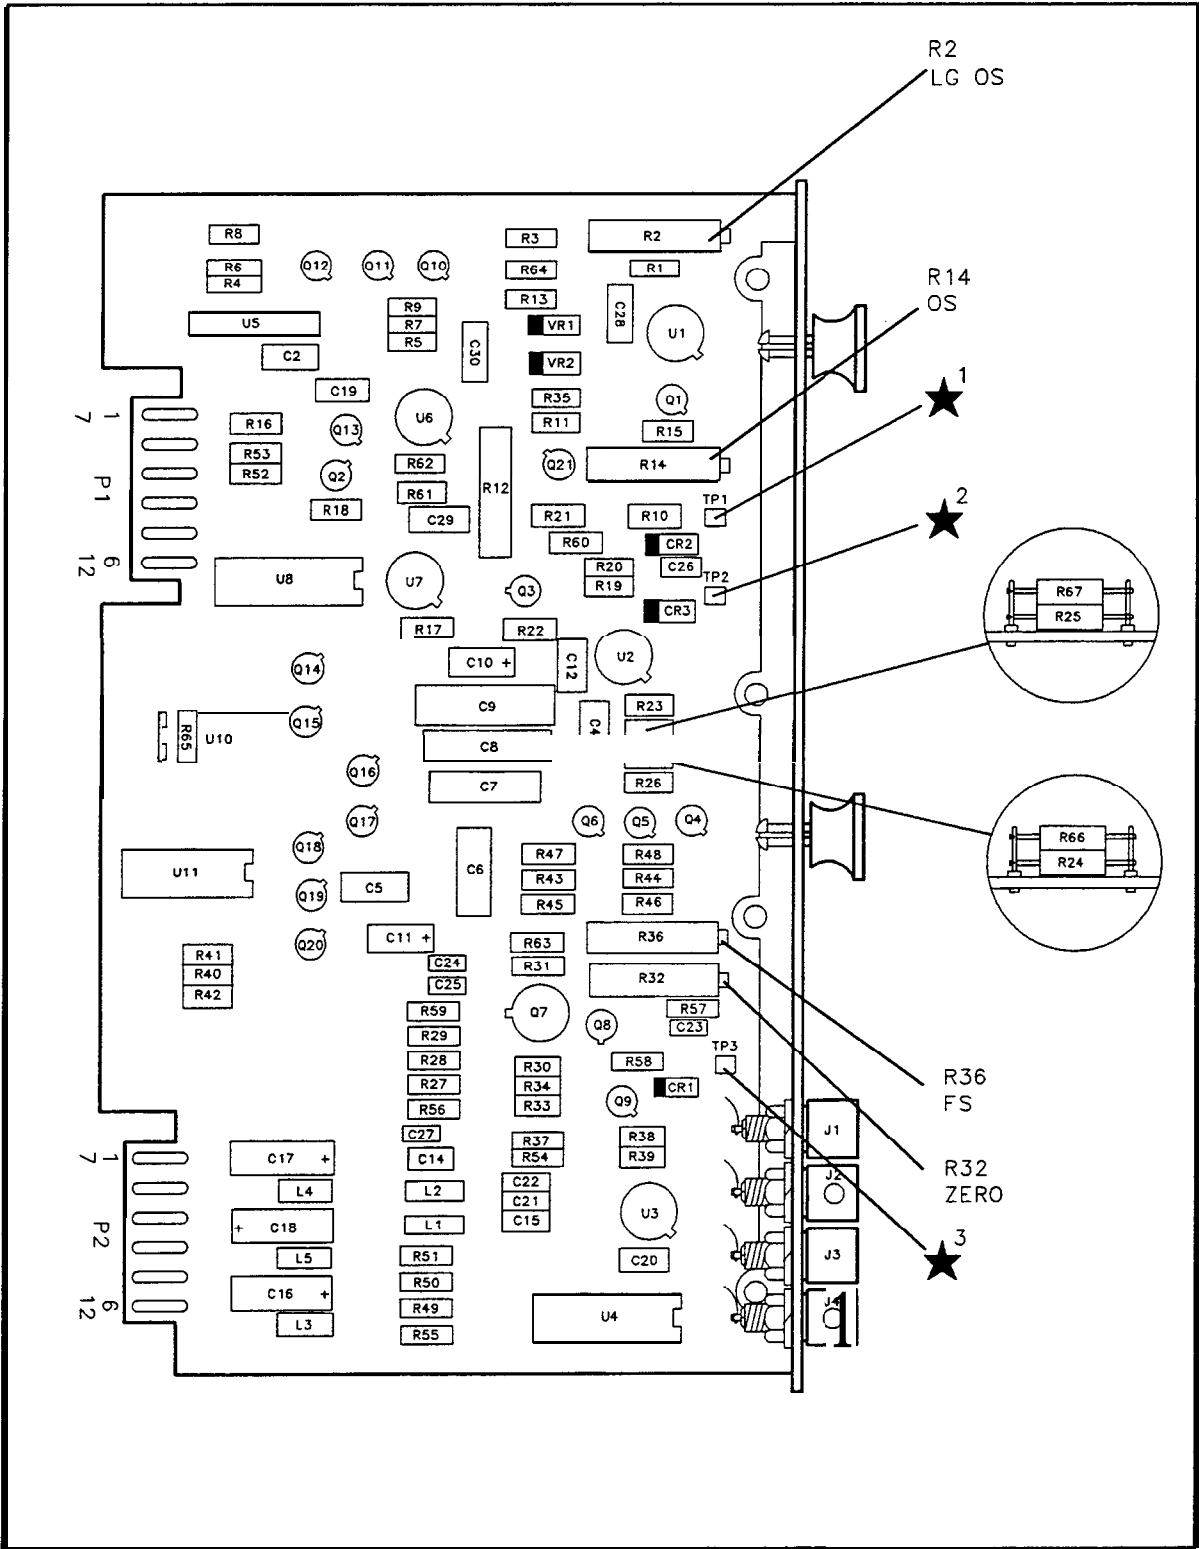 R2
LG OS
R8
R3
R2
R6
R4
Q12
Q11
Q10
R64
R1
R14
OS
R9
R7
R5
R13
VR1
C28
U1
U5
C2
C30
VR2
1
C19
R35
Q1
1
7
R16
Q13
U6
R11
R15
R53
R52
Q2
R62
R12
Q21
R14
P1
R61
TP1
2
R18
C29
R21
R10
R60
CR2
6
12
U8
U7
R20
R19
C26
TP2
Q3
CR3
R67
R25
R17
R22
C10 +
C12
U2
Q14
C9
R23
R65
U10
Q15
C4
C8
Q16
C7
R26
Q17
Q6
Q5
Q4
R66
R24
Q18
R47
R48
U11
C6
Q19
C5
R43
R44
R45
R46
Q20
C11 +
R63
R36
R41
R40
R42
C24
C25
R31
R32
R59
Q7
R57
C23
Q8
R29
TP3
R28
R30
R34
R33
R58
R36
FS
R27
CR1
R56
Q9
J1
C27
R37
R54
R38
R39
1
7
C17 +
C14
R32
ZERO
L4
L2
C22
C21
C15
J2
P2
+ C18
L1
U3
3
L5
R51
C20
J3
R50
C16 +
6
12
R49
U4
J4
1
L3
R55